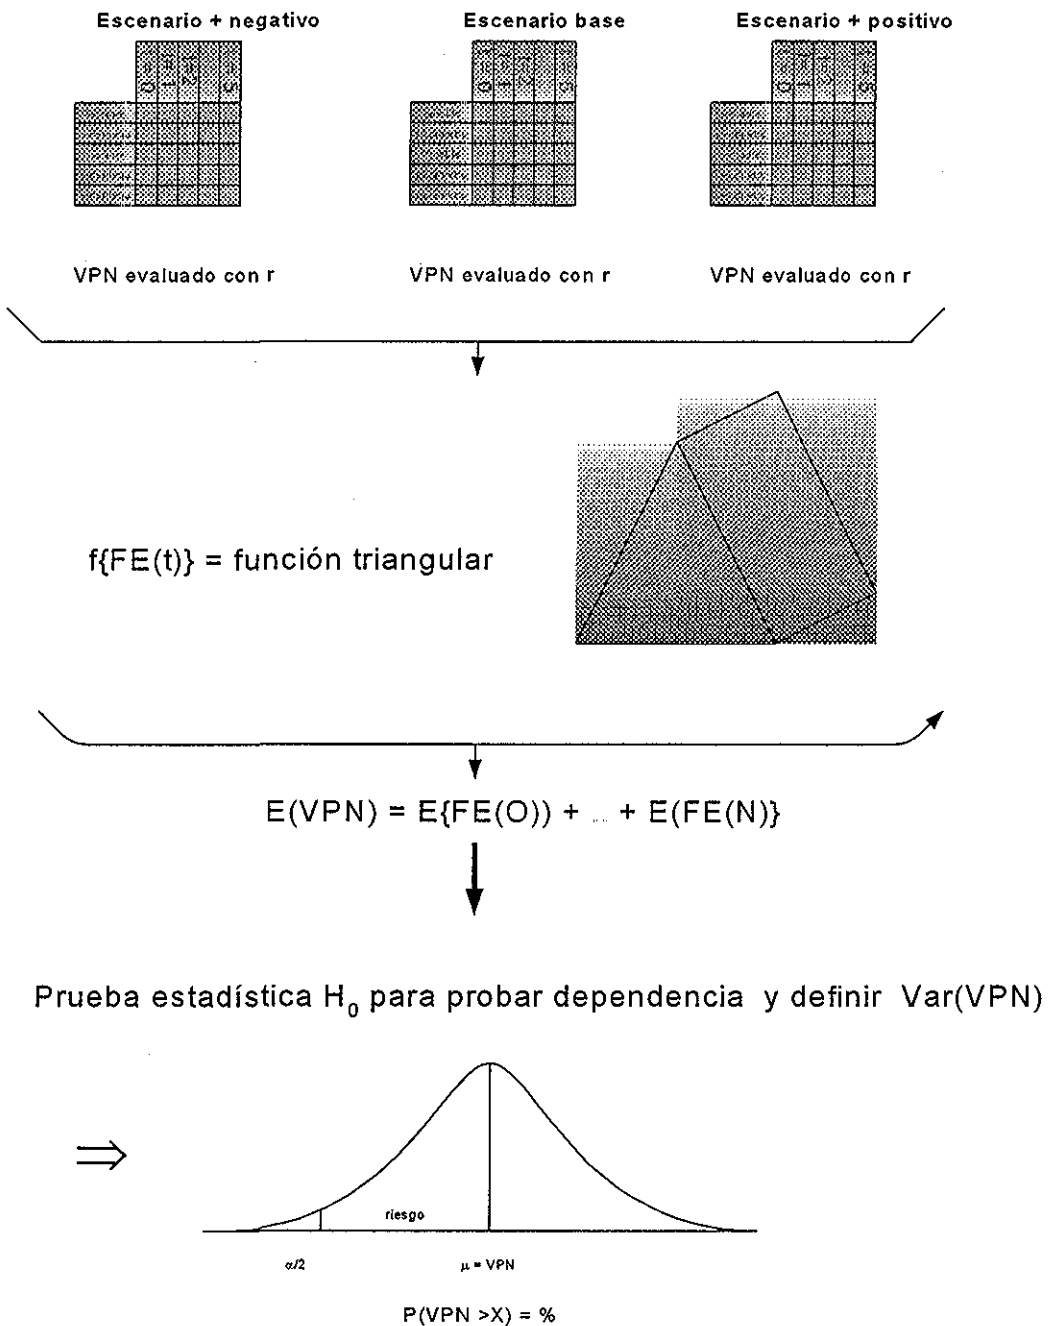 Escenario + negativo
Escenario base
Escenario + positivo
VPN evaluado con r
VPN evaluado con r
VPN evaluado con r
f{FE(t)} = función triangular
E(VPN) = E{FE(O)) + ... + E(FE(N)}
Prueba estadística H₀ para probar dependencia y definir Var(VPN)
⇒
riesgo
α/2
μ = VPN
P(VPN >X) = %